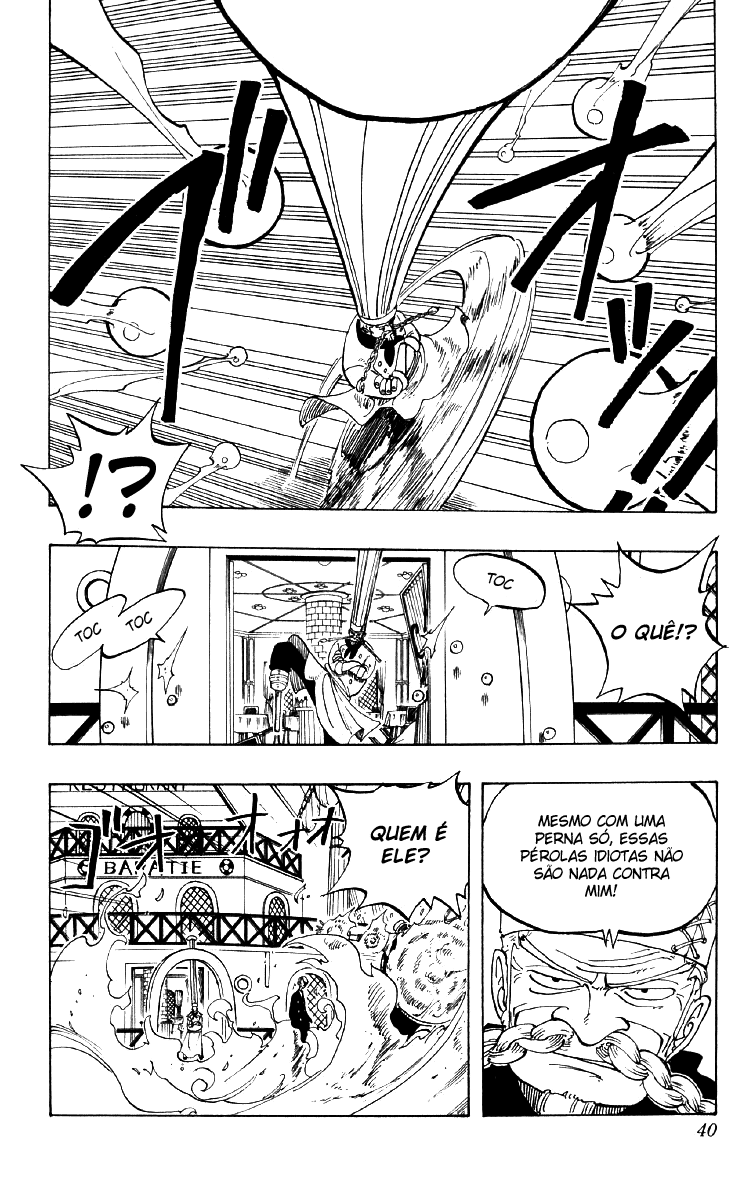 !?
TOC
TOC
TOC
O QUÊ!?
RESTAURANT
BARATIE
QUEM É
ELE?
MESMO COM UMA
PERNA SÓ, ESSAS
PÉROLAS IDIOTAS NÃO
SÃO NADA CONTRA
MIM!
40